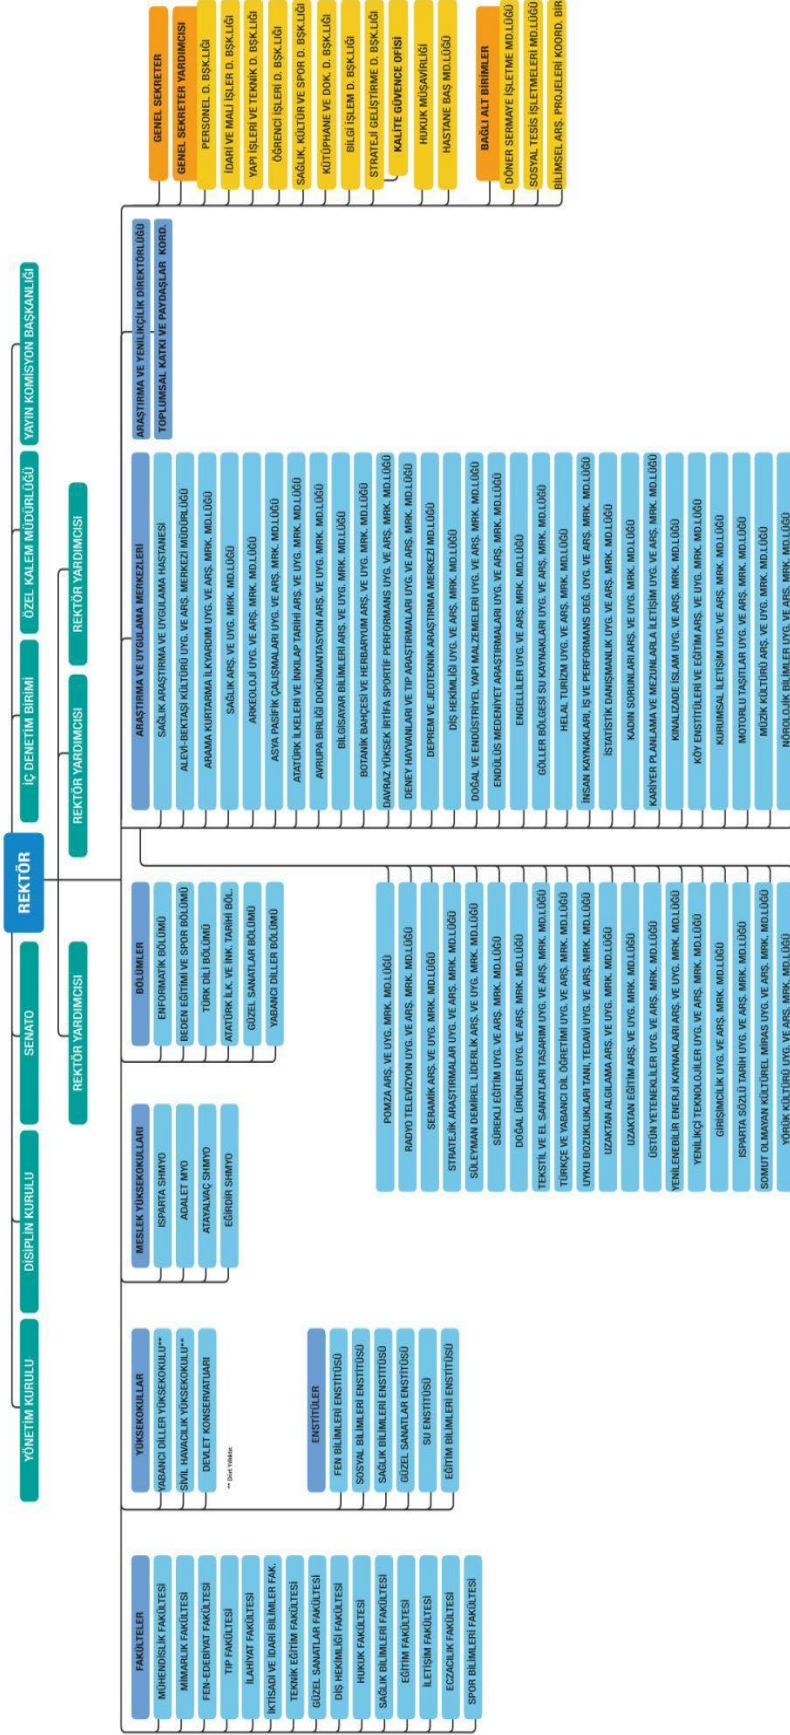 REKTÖR
YÖNETİM KURULU
DİSİPLİN KURULU
SENATO
İÇ DENETİM BİRİMİ
ÖZEL KALEM MÜDÜRLÜĞÜ
YAYIN KOMİSYON BAŞKANLIĞI
REKTÖR YARDIMCISI
REKTÖR YARDIMCISI
REKTÖR YARDIMCISI
FAKÜLTELER
MÜHENDİSLİK FAKÜLTESİ
MİMARLIK FAKÜLTESİ
FEN-EDEBİYAT FAKÜLTESİ
TIP FAKÜLTESİ
İLAHİYAT FAKÜLTESİ
İKTİSADİ VE İDARİ BİLİMLER FAK.
TEKNİK EĞİTİM FAKÜLTESİ
GÜZEL SANATLAR FAKÜLTESİ
DİŞ HEKİMLİĞİ FAKÜLTESİ
HUKUK FAKÜLTESİ
SAĞLIK BİLİMLERİ FAKÜLTESİ
EĞİTİM FAKÜLTESİ
İLETİŞİM FAKÜLTESİ
ECZACILIK FAKÜLTESİ
SPOR BİLİMLERİ FAKÜLTESİ
YÜKSEKOKULLAR
YABANCI DİLLER YÜKSEKOKULU**
SİVİL HAVACILIK YÜKSEKOKULU**
DEVLET KONSERVATUARI
** Dört Yıllıktır.
ENSTİTÜLER
FEN BİLİMLERİ ENSTİTÜSÜ
SOSYAL BİLİMLERİ ENSTİTÜSÜ
SAĞLIK BİLİMLERİ ENSTİTÜSÜ
GÜZEL SANATLAR ENSTİTÜSÜ
SU ENSTİTÜSÜ
EĞİTİM BİLİMLERİ ENSTİTÜSÜ
MESLEK YÜKSEKOKULLARI
ISPARTA SHMYO
ADALET MYO
ATAYALVAÇ SHMYO
EĞİRDİR SHMYO
BÖLÜMLER
ENFORMATİK BÖLÜMÜ
BEDEN EĞİTİMİ VE SPOR BÖLÜMÜ
TÜRK DİLİ BÖLÜMÜ
ATATÜRK İLK. VE İNK. TARİHİ BÖL.
GÜZEL SANATLAR BÖLÜMÜ
YABANCI DİLLER BÖLÜMÜ
ARAŞTIRMA VE UYGULAMA MERKEZLERİ
SAĞLIK ARAŞTIRMA VE UYGULAMA HASTANESİ
ALEVİ-BEKTAŞİ KÜLTÜRÜ UYG. VE ARŞ. MERKEZİ MÜDÜRLÜĞÜ
ARAMA KURTARMA İLKYARDIM UYG. VE ARŞ. MRK. MD.LÜĞÜ
SAĞLIK ARŞ. VE UYG. MRK. MD.LÜĞÜ
ARKEOLOJİ UYG. VE ARŞ. MRK. MD.LÜĞÜ
ASYA PASİFİK ÇALIŞMALARI UYG. VE ARŞ. MRK. MD.LÜĞÜ
ATATÜRK İLKELERİ VE İNKILAP TARİHİ ARŞ. VE UYG. MRK. MD.LÜĞÜ
AVRUPA BİRLİĞİ DOKÜMANTASYON ARŞ. VE UYG. MRK. MD.LÜĞÜ
BİLGİSAYAR BİLİMLERİ ARŞ. VE UYG. MRK. MD.LÜĞÜ
BOTANİK BAHÇESİ VE HERBARYUM ARŞ. VE UYG. MRK. MD.LÜĞÜ
DAVRAZ YÜKSEK İRTİFA SPORTİF PERFORMANS UYG. VE ARŞ. MRK. MD.LÜĞÜ
DENEY HAYVANLARI VE TIP ARAŞTIRMALARI UYG. VE ARŞ. MRK. MD.LÜĞÜ
DEPREM VE JEOTEKNİK ARAŞTIRMA MERKEZİ MD.LÜĞÜ
DİŞ HEKİMLİĞİ UYG. VE ARŞ. MRK. MD.LÜĞÜ
DOĞAL VE ENDÜSTRİYEL YAPI MALZEMELERİ UYG. VE ARŞ. MRK. MD.LÜĞÜ
ENDÜLÜS MEDENİYET ARAŞTIRMALARI UYG. VE ARŞ. MRK. MD.LÜĞÜ
ENGELLİLER UYG. VE ARŞ. MRK. MD.LÜĞÜ
GÖLLER BÖLGESİ SU KAYNAKLARI UYG. VE ARŞ. MRK. MD.LÜĞÜ
HELAL TURİZM UYG. VE ARŞ. MRK. MD.LÜĞÜ
İNSAN KAYNAKLARI, İŞ VE PERFORMANS DEĞ. UYG. VE ARŞ. MRK. MD.LÜĞÜ
İSTATİSTİK DANIŞMANLIK UYG. VE ARŞ. MRK. MD.LÜĞÜ
KADIN SORUNLARI ARŞ. VE UYG. MRK. MD.LÜĞÜ
KARİYER PLANLAMA VE MEZUNLARLA İLETİŞİM UYG. VE ARŞ. MRK. MD.LÜĞÜ
KINALIZADE İSLAM UYG. VE ARŞ. MRK. MD.LÜĞÜ
KÖY ENSTİTÜLERİ VE EĞİTİM ARŞ. VE UYG. MRK. MD.LÜĞÜ
KURUMSAL İLETİŞİM UYG. VE ARŞ. MRK. MD.LÜĞÜ
MOTORLU TAŞITLAR UYG. VE ARŞ. MRK. MD.LÜĞÜ
MÜZİK KÜLTÜRÜ ARŞ. VE UYG. MRK. MD.LÜĞÜ
NÖROLOJİK BİLİMLER UYG. VE ARŞ. MRK. MD.LÜĞÜ
POMZA ARŞ. VE UYG. MRK. MD.LÜĞÜ
RADYO TELEVİZYON UYG. VE ARŞ. MRK. MD.LÜĞÜ
SERAMİK ARŞ. VE UYG. MRK. MD.LÜĞÜ
STRATEJİK ARAŞTIRMALAR UYG. VE ARŞ. MRK. MD.LÜĞÜ
SÜLEYMAN DEMİREL LİDERLİK ARŞ. VE UYG. MRK. MD.LÜĞÜ
SÜREKLİ EĞİTİM UYG. VE ARŞ. MRK. MD.LÜĞÜ
DOĞAL ÜRÜNLER UYG. VE ARŞ. MRK. MD.LÜĞÜ
TEKSTİL VE EL SANATLARI TASARIM UYG. VE ARŞ. MRK. MD.LÜĞÜ
TÜRKÇE VE YABANCI DİL ÖĞRETİMİ UYG. VE ARŞ. MRK. MD.LÜĞÜ
UYKU BOZUKLUKLARI TANI, TEDAVİ UYG. VE ARŞ. MRK. MD.LÜĞÜ
UZAKTAN ALGILAMA ARŞ. VE UYG. MRK. MD.LÜĞÜ
UZAKTAN EĞİTİM ARŞ. VE UYG. MRK. MD.LÜĞÜ
ÜSTÜN YETENEKLİLER UYG. VE ARŞ. MRK. MD.LÜĞÜ
YENİLENEBİLİR ENERJİ KAYNAKLARI ARŞ. VE UYG. MRK. MD.LÜĞÜ
YENİLİKÇİ TEKNOLOJİLER UYG. VE ARŞ. MRK. MD.LÜĞÜ
GİRİŞİMCİLİK UYG. VE ARŞ. MRK. MD.LÜĞÜ
ISPARTA SÖZLÜ TARİH UYG. VE ARŞ. MRK. MD.LÜĞÜ
SOMUT OLMAYAN KÜLTÜREL MİRAS UYG. VE ARŞ. MRK. MD.LÜĞÜ
YÖRÜK KÜLTÜRÜ UYG. VE ARŞ. MRK. MD.LÜĞÜ
ARAŞTIRMA VE YENİLİKÇİLİK DİREKTÖRLÜĞÜ
TOPLUMSAL KATKI VE PAYDAŞLAR KORD.
GENEL SEKRETER
GENEL SEKRETER YARDIMCISI
PERSONEL D. BŞK.LIĞI
İDARİ VE MALİ İŞLER D. BŞK.LIĞI
YAPI İŞLERİ VE TEKNİK D. BŞK.LIĞI
ÖĞRENCİ İŞLERİ D. BŞK.LIĞI
SAĞLIK, KÜLTÜR VE SPOR D. BŞK.LIĞI
KÜTÜPHANE VE DOK. D. BŞK.LIĞI
BİLGİ İŞLEM D. BŞK.LIĞI
STRATEJİ GELİŞTİRME D. BŞK.LIĞI
KALİTE GÜVENCE OFİSİ
HUKUK MÜŞAVİRLİĞİ
HASTANE BAŞ MD.LÜĞÜ
BAĞLI ALT BİRİMLER
DÖNER SERMAYE İŞLETME MD.LÜĞÜ
SOSYAL TESİS İŞLETMELERİ MD.LÜĞÜ
BİLİMSEL ARŞ. PROJELERİ KOORD. BİR